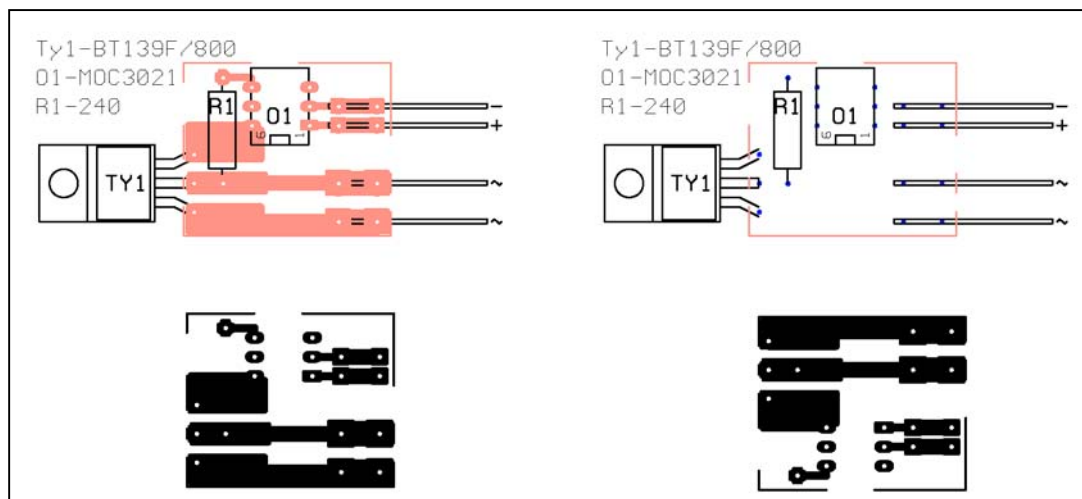 Ty1-BT139F/800
O1-MOC3021
R1-240
R1
O1
6 1
-
+
TY1
~
~
Ty1-BT139F/800
O1-MOC3021
R1-240
R1
O1
6 1
-
+
TY1
~
~